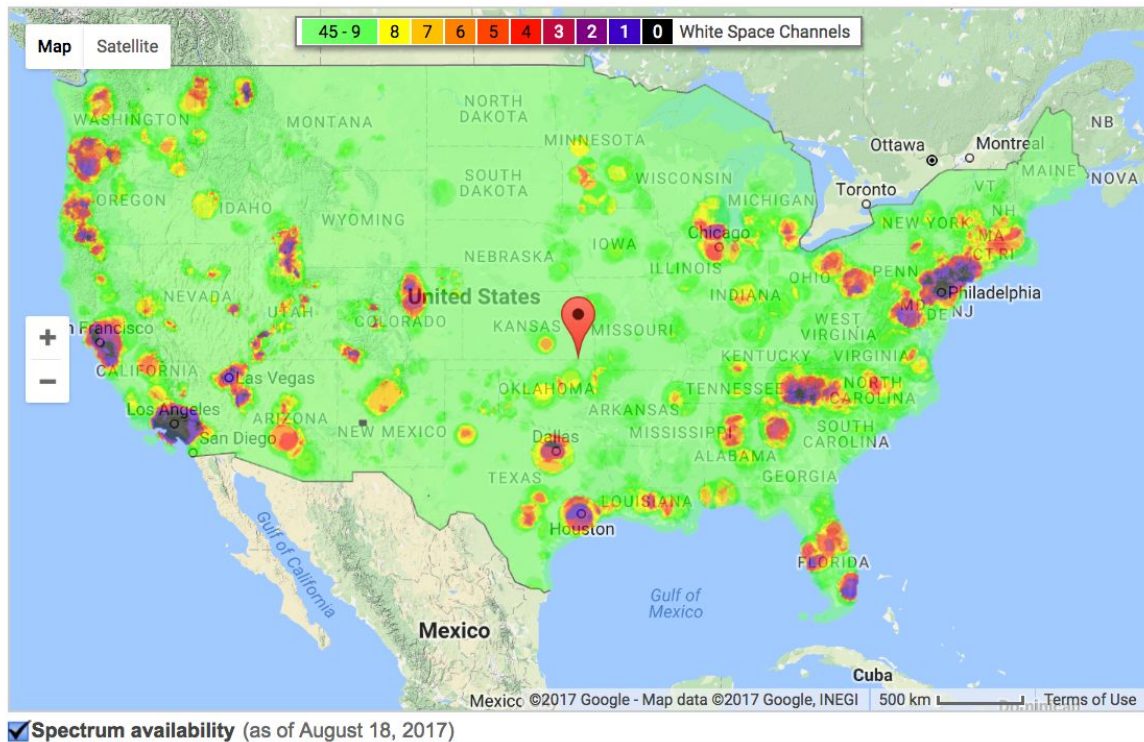 Map Satellite
45 - 9 8 7 6 5 4 3 2 1 0 White Space Channels
NORTH DAKOTA
MONTANA
WASHINGTON
MINNESOTA
Ottawa
Montreal
NB
SOUTH DAKOTA
WISCONSIN
MICHIGAN
Toronto
VT
MAINE
NOVA
OREGON
IDAHO
WYOMING
NEW YORK
NH
MA
CT RI
Chicago
IOWA
NEBRASKA
ILLINOIS
OHIO
PENN
NEVADA
UTAH
COLORADO
United States
INDIANA
Philadelphia
MD
DE
NJ
+
n Francisco
KANSAS
MISSOURI
WEST VIRGINIA
−
CALIFORNIA
Las Vegas
KENTUCKY
VIRGINIA
OKLAHOMA
TENNESSEE
NORTH CAROLINA
Los Angeles
ARIZONA
NEW MEXICO
ARKANSAS
San Diego
Dallas
MISSISSIPPI
SOUTH CAROLINA
ALABAMA
TEXAS
GEORGIA
LOUISIANA
Houston
FLORIDA
Gulf of California
Gulf of Mexico
Mexico
Cuba
Mexico ©2017 Google - Map data ©2017 Google, INEGI 500 km Terms of Use
Spectrum availability (as of August 18, 2017)